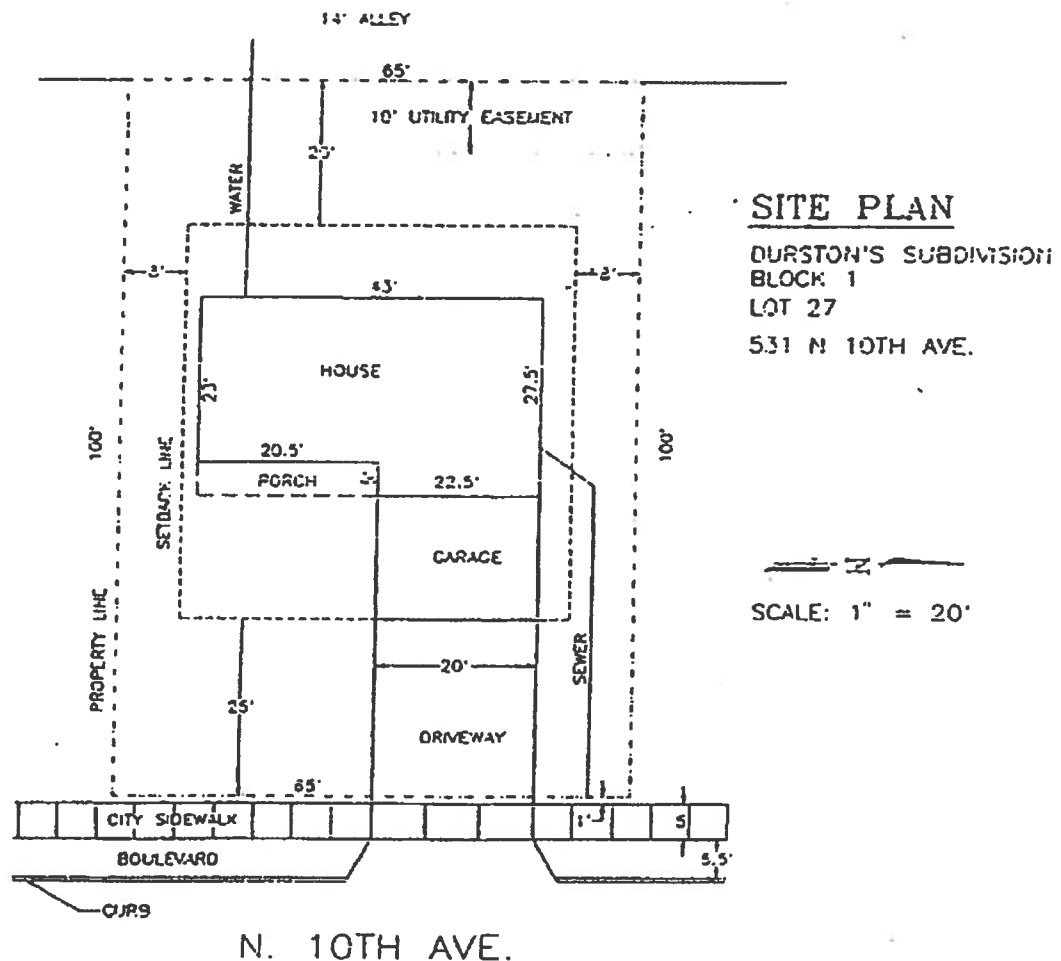 14' ALLEY
65'
10' UTILITY EASEMENT
20'
WATER
SITE PLAN
DURSTON'S SUBDIVISION
BLOCK 1
LOT 27
531 N 10TH AVE.
43'
HOUSE
23'
27.5'
100'
100'
SETBACK LINE
20.5'
PORCH
22.5'
GARAGE
N
SCALE: 1" = 20'
PROPERTY LINE
20'
SEWER
25'
DRIVEWAY
65'
CITY SIDEWALK
1'
5
BOULEVARD
5.5'
CURB
N. 10TH AVE.